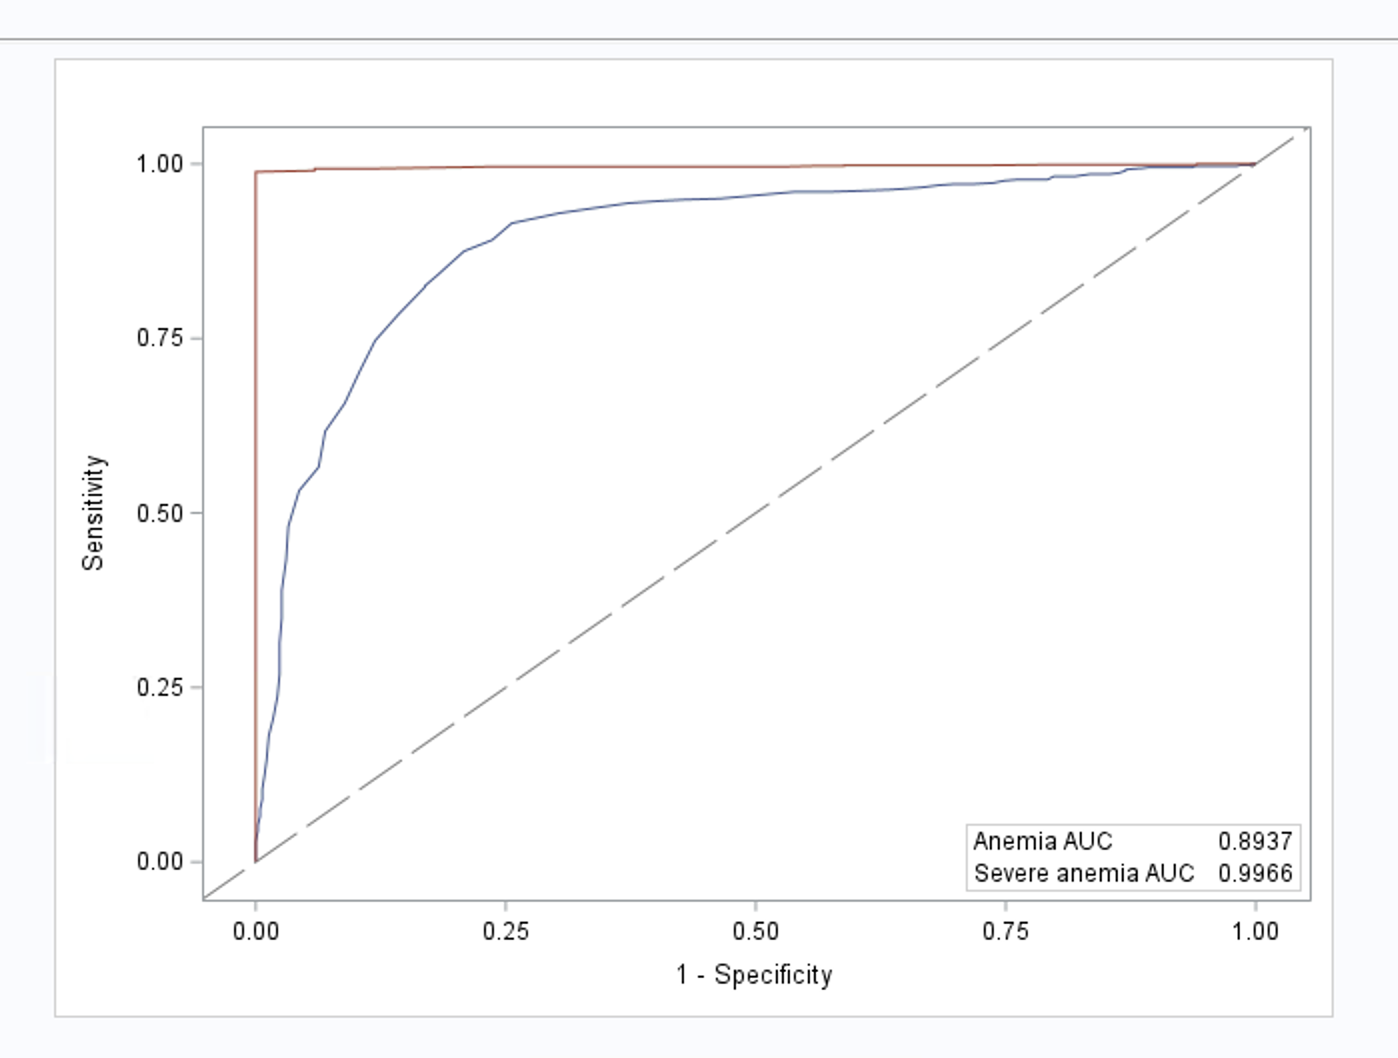 1.00
0.75
0.50
0.25
0.00
Sensitivity
Anemia AUC 0.8937
Severe anemia AUC 0.9966
0.00 0.25 0.50 0.75 1.00
1 - Specificity